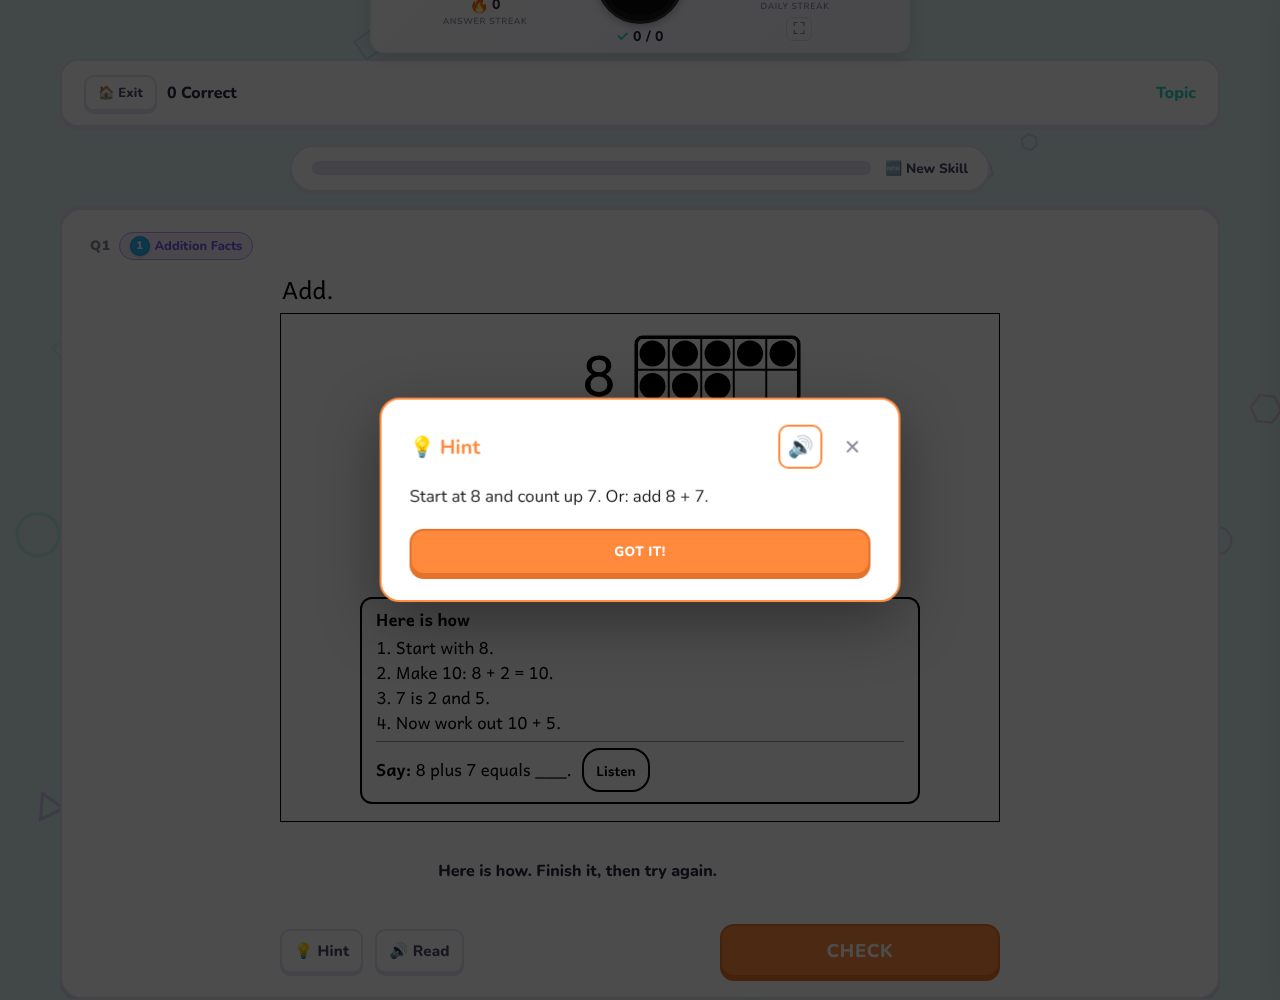 🔥 0
ANSWER STREAK
DAILY STREAK
✓ 0 / 0
🏠 Exit
0 Correct
Topic
🆕 New Skill
Q1
1 Addition Facts
Add.
8
💡 Hint
🔊
×
Start at 8 and count up 7. Or: add 8 + 7.
GOT IT!
Here is how
1. Start with 8.
2. Make 10: 8 + 2 = 10.
3. 7 is 2 and 5.
4. Now work out 10 + 5.
Say: 8 plus 7 equals ___.
Listen
Here is how. Finish it, then try again.
💡 Hint
🔊 Read
CHECK